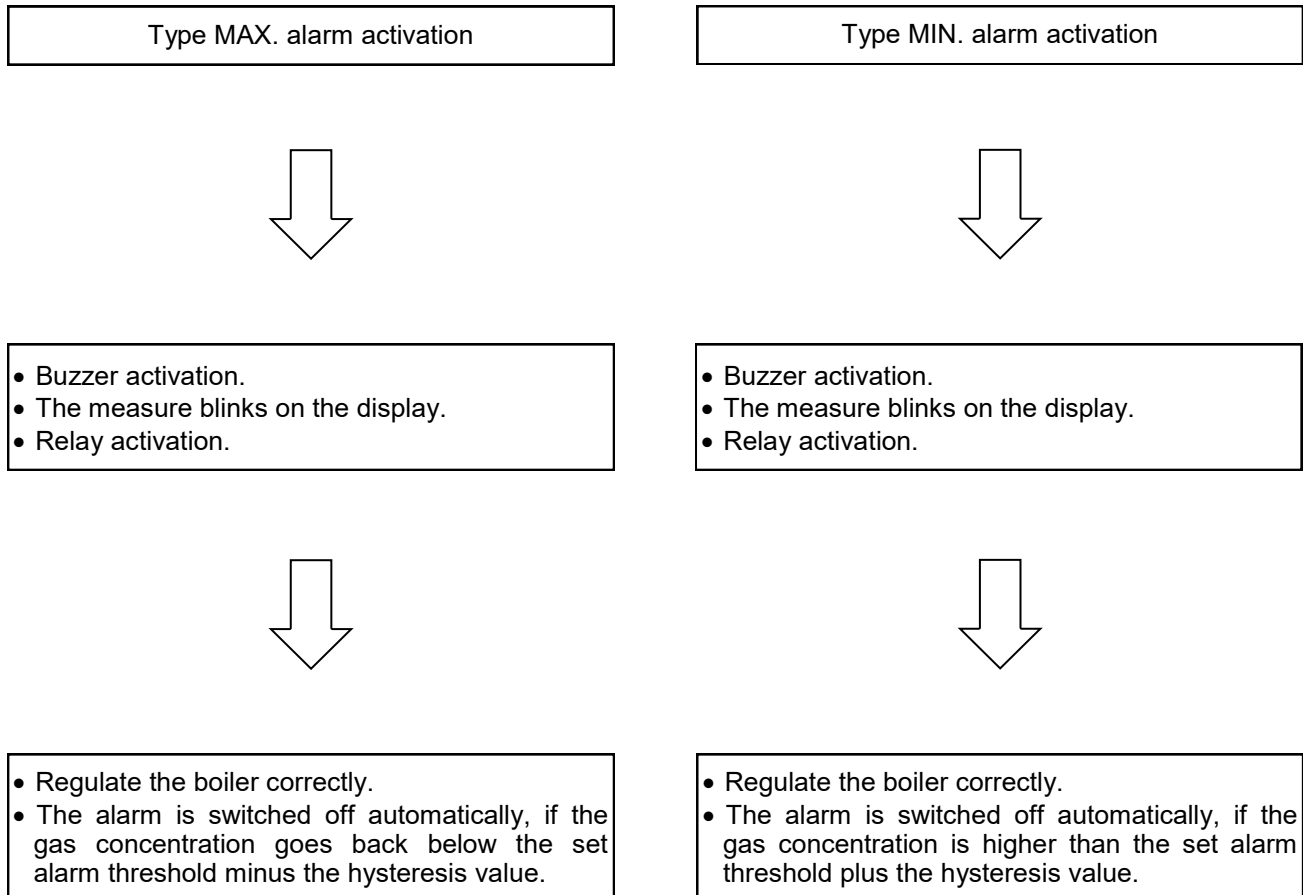 Type MAX. alarm activation
Type MIN. alarm activation
• Buzzer activation.
• The measure blinks on the display.
• Relay activation.
• Buzzer activation.
• The measure blinks on the display.
• Relay activation.
• Regulate the boiler correctly.
• The alarm is switched off automatically, if the
gas concentration goes back below the set
alarm threshold minus the hysteresis value.
• Regulate the boiler correctly.
• The alarm is switched off automatically, if the
gas concentration is higher than the set alarm
threshold plus the hysteresis value.